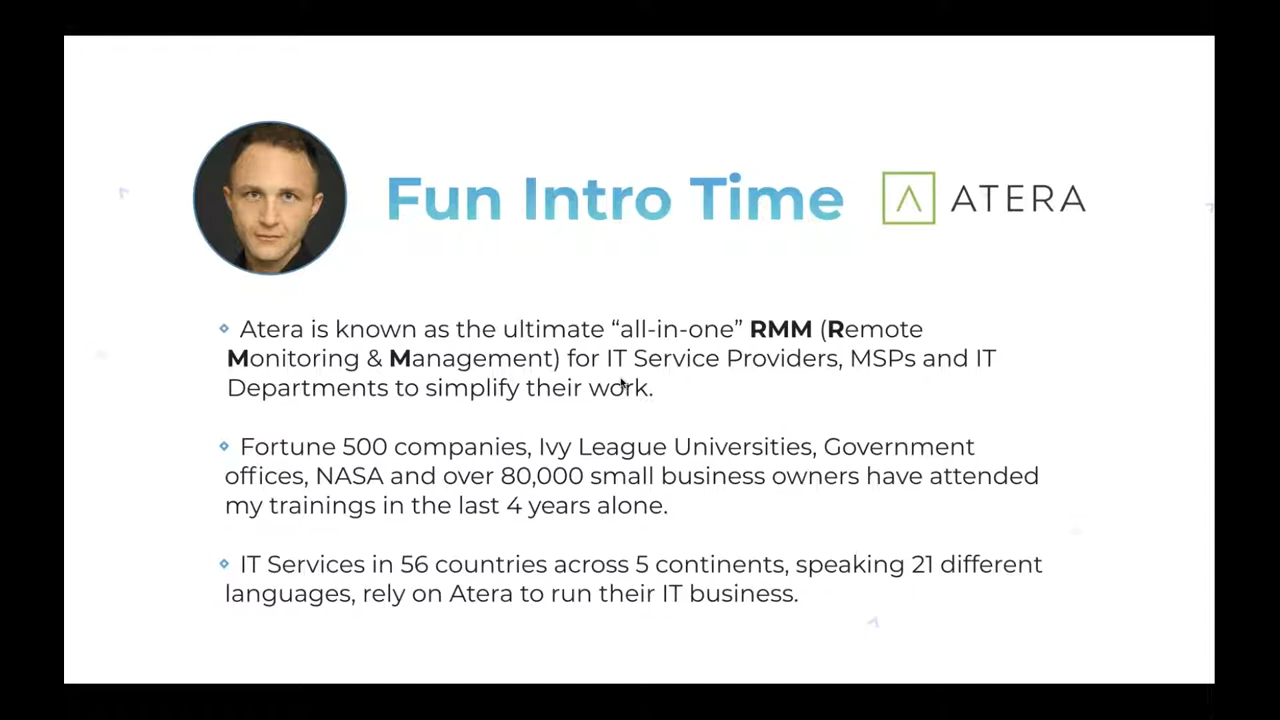 Fun Intro Time
ATERA
Atera is known as the ultimate “all-in-one” RMM (Remote
Monitoring & Management) for IT Service Providers, MSPs and IT
Departments to simplify their work.
Fortune 500 companies, Ivy League Universities, Government
offices, NASA and over 80,000 small business owners have attended
my trainings in the last 4 years alone.
IT Services in 56 countries across 5 continents, speaking 21 different
languages, rely on Atera to run their IT business.